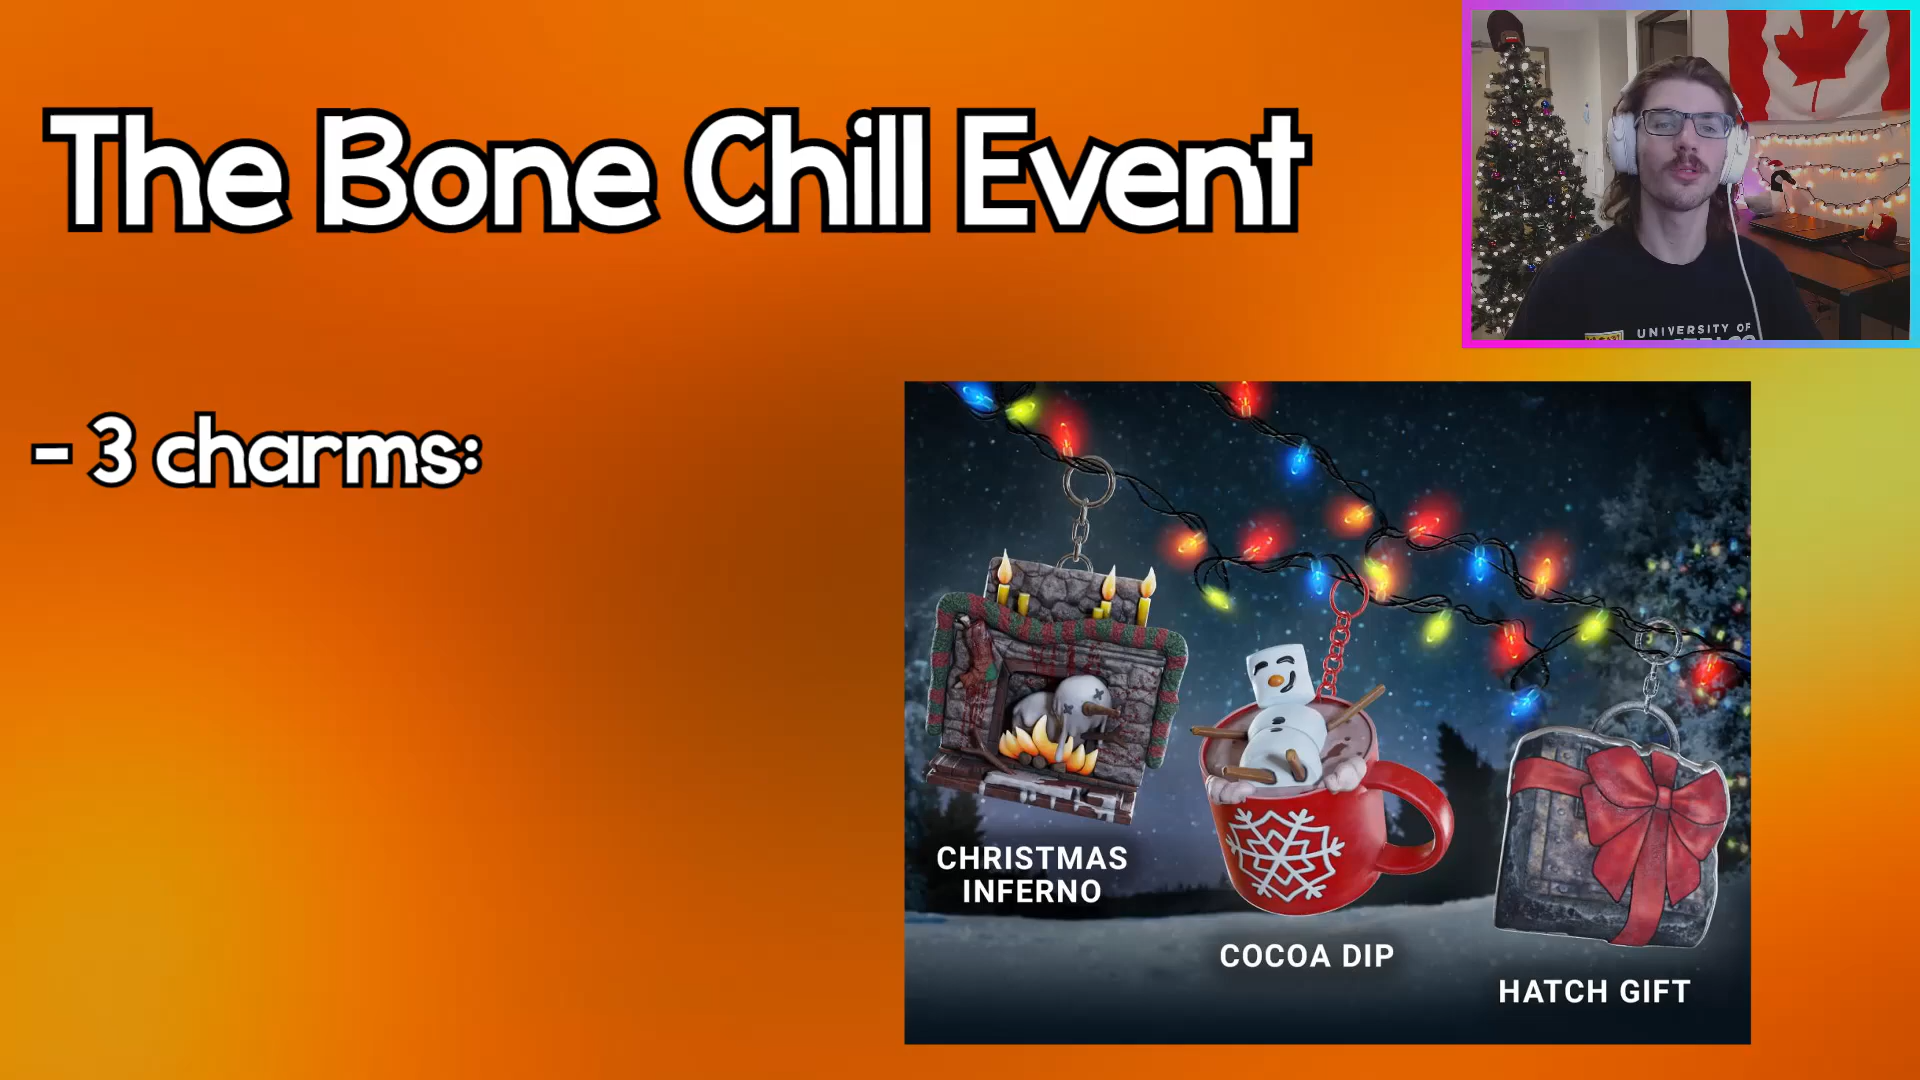 The Bone Chill Event
UNIVERSITY OF
- 3 charms:
CHRISTMAS
INFERNO
COCOA DIP
HATCH GIFT